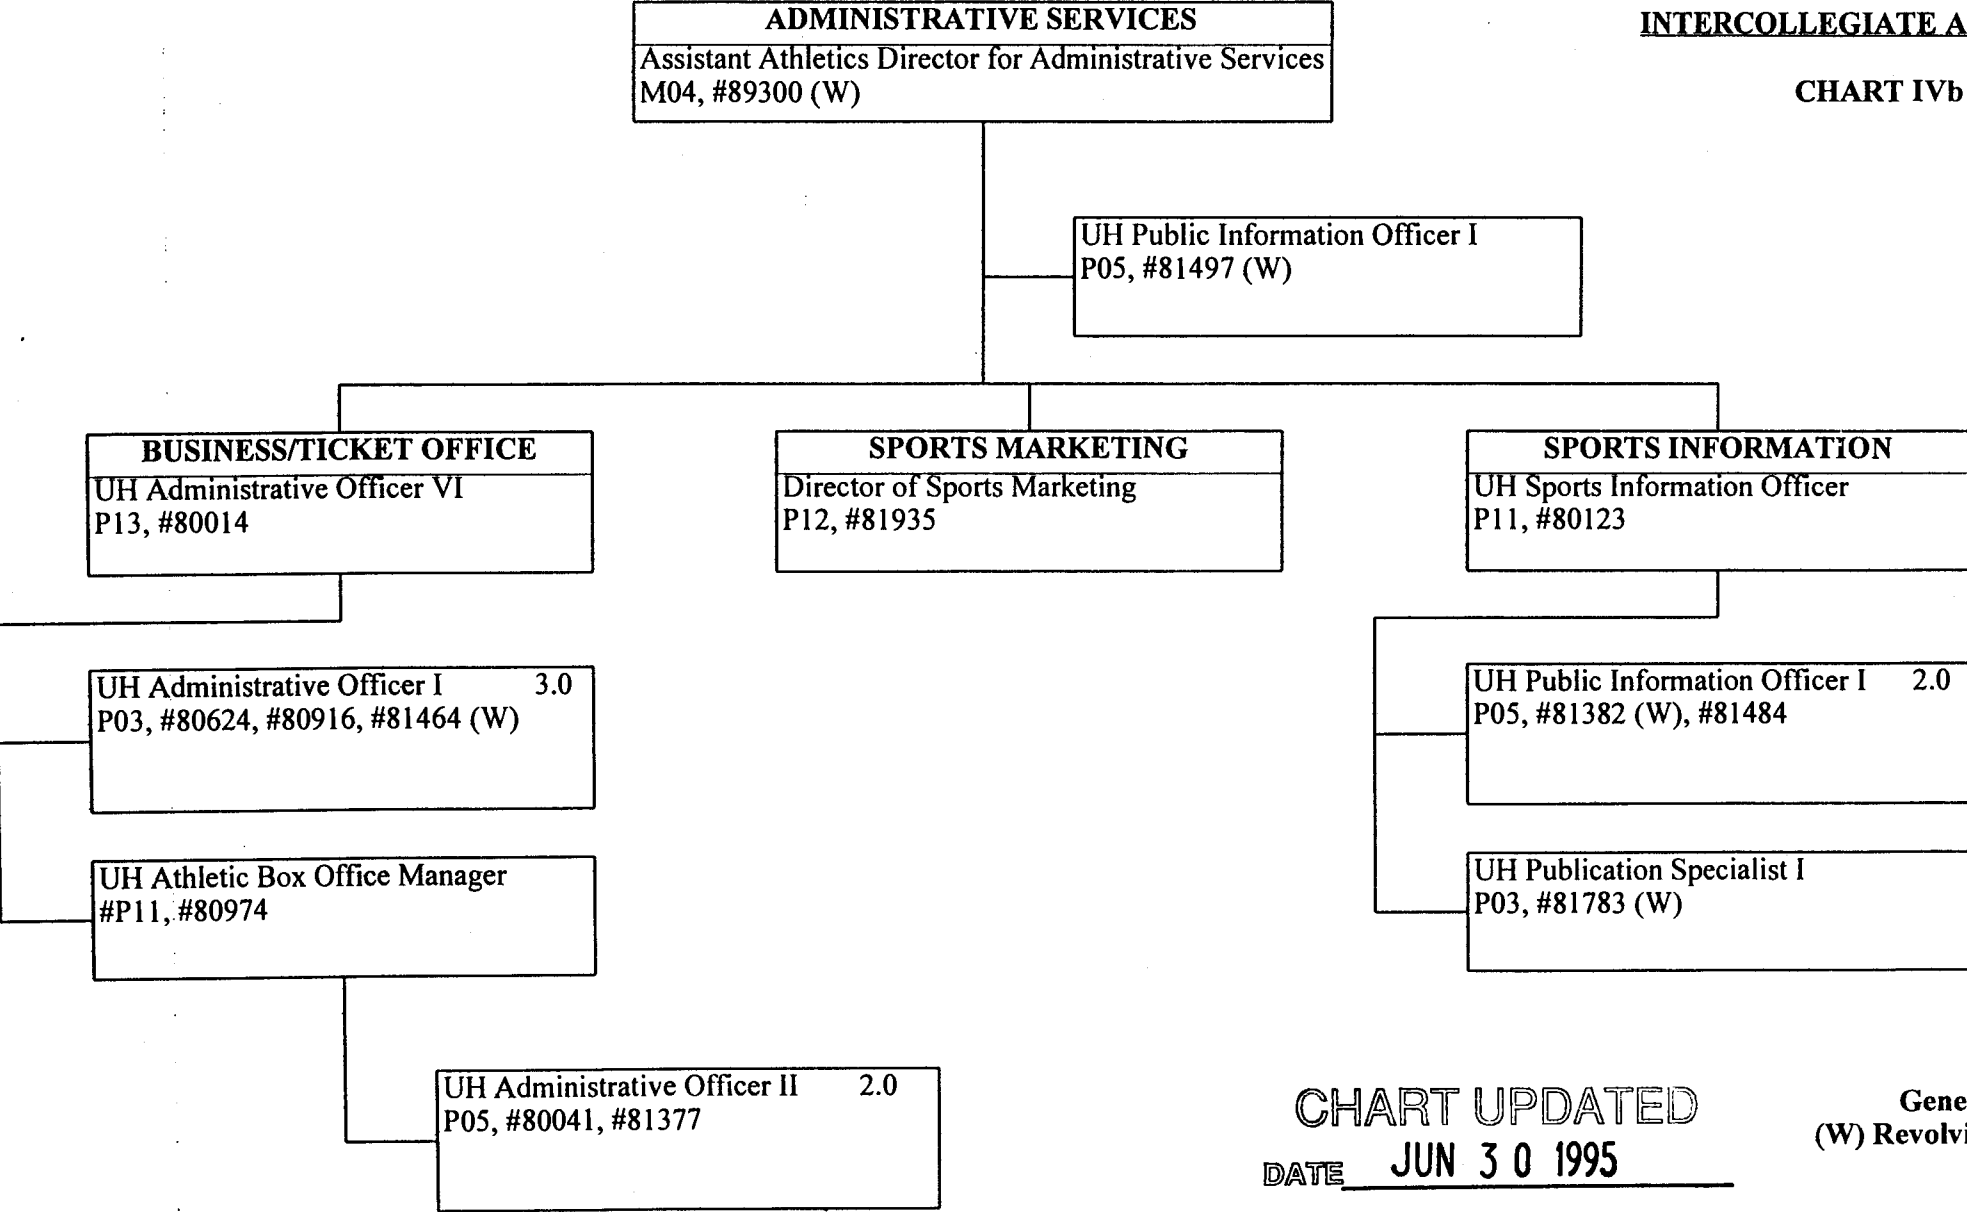 ADMINISTRATIVE SERVICES
Assistant Athletics Director for Administrative Services
M04, #89300 (W)
INTERCOLLEGIATE A
CHART IVb
UH Public Information Officer I
P05, #81497 (W)
BUSINESS/TICKET OFFICE
UH Administrative Officer VI
P13, #80014
SPORTS MARKETING
Director of Sports Marketing
P12, #81935
SPORTS INFORMATION
UH Sports Information Officer
P11, #80123
UH Administrative Officer I 3.0
P03, #80624, #80916, #81464 (W)
UH Public Information Officer I 2.0
P05, #81382 (W), #81484
UH Athletic Box Office Manager
#P11, #80974
UH Publication Specialist I
P03, #81783 (W)
UH Administrative Officer II 2.0
P05, #80041, #81377
CHART UPDATED
DATE JUN 30 1995
Gene
(W) Revolvi